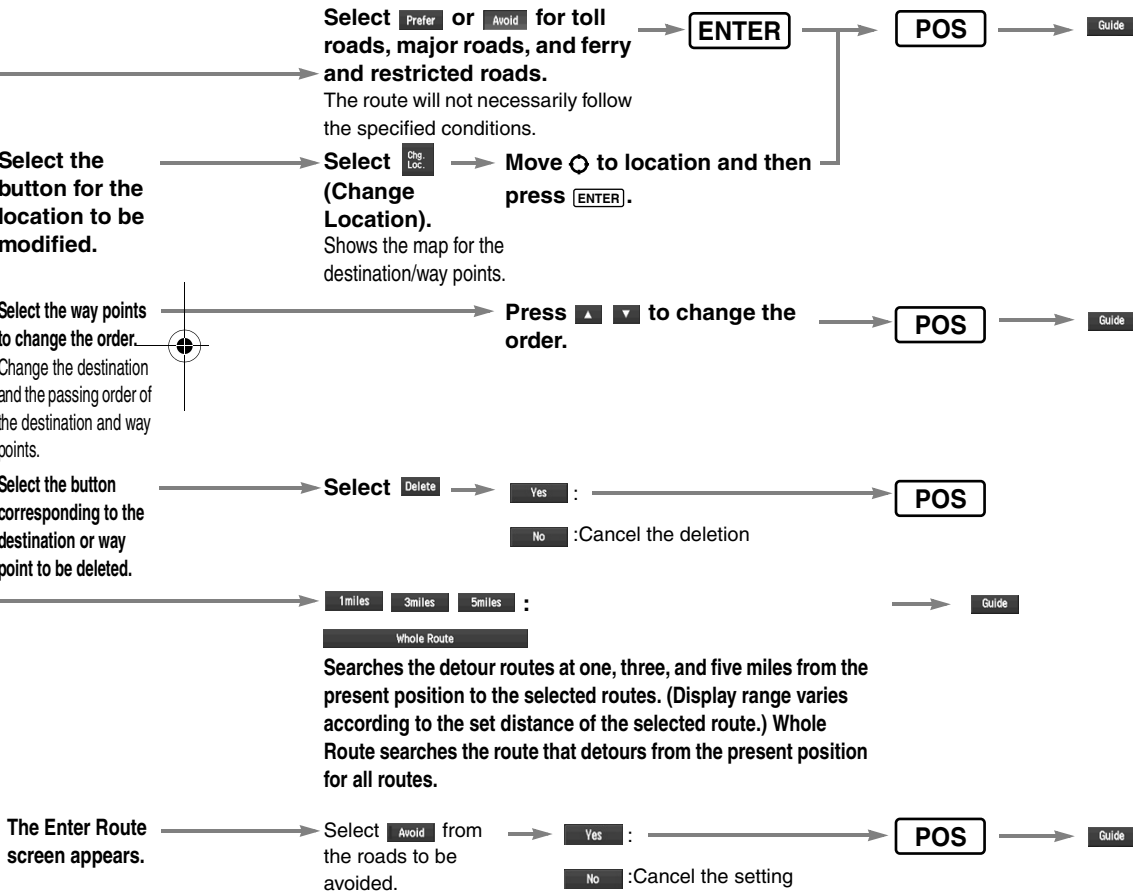 Select Prefer or Avoid for toll
roads, major roads, and ferry
and restricted roads.
The route will not necessarily follow
the specified conditions.
ENTER
POS
Guide
Select the
button for the
location to be
modified.
Select Chg. Loc.
(Change
Location).
Shows the map for the
destination/way points.
Move to location and then
press ENTER.
Select the way points
to change the order.
Change the destination
and the passing order of
the destination and way
points.
Press ▲ ▼ to change the
order.
POS
Guide
Select the button
corresponding to the
destination or way
point to be deleted.
Select Delete
Yes :
No :Cancel the deletion
POS
1miles 3miles 5miles :
Whole Route
Guide
Searches the detour routes at one, three, and five miles from the
present position to the selected routes. (Display range varies
according to the set distance of the selected route.) Whole
Route searches the route that detours from the present position
for all routes.
The Enter Route
screen appears.
Select Avoid from
the roads to be
avoided.
Yes :
No :Cancel the setting
POS
Guide